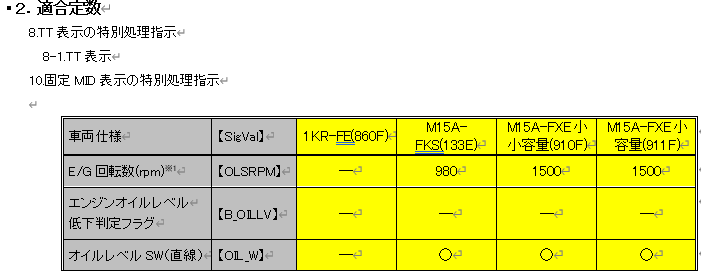 ▪２．適合定数↵
8.TT 表示の特別処理指示↵
8-1.TT 表示↵
10.固定 MID 表示の特別処理指示↵
↵
車両仕様↵ 【SigVal】↵ 1KR-FE(860F)↵ M15A-FKS(133E)↵ M15A-FXE 小小容量(910F)↵ M15A-FXE 小容量(911F)↵
E/G 回転数(rpm)※1↵ 【OLSRPM】↵ ―↵ 980↵ 1500↵ 1500↵
エンジンオイルレベル低下判定フラグ↵ 【B_OILLV】↵ ―↵ ―↵ ―↵ ―↵
オイルレベル SW(直線)↵ 【OIL_W】↵ ―↵ ○↵ ○↵ ○↵